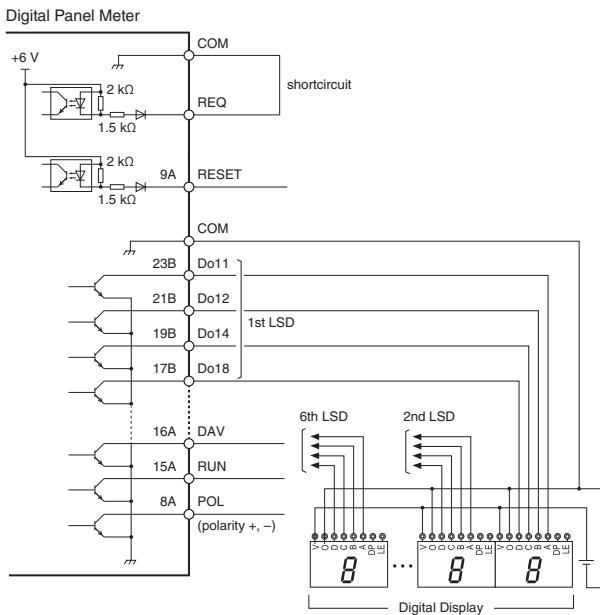 Digital Panel Meter
COM
+6 V
shortcircuit
2 kΩ
REQ
1.5 kΩ
2 kΩ
9A RESET
1.5 kΩ
COM
23B Do11
21B Do12
1st LSD
19B Do14
17B Do18
6th LSD 2nd LSD
16A DAV
15A RUN
8A POL
(polarity +, –)
V O D C B A DP LE V O D C B A DP LE V O D C B A DP LE
8 ... 8 8
Digital Display